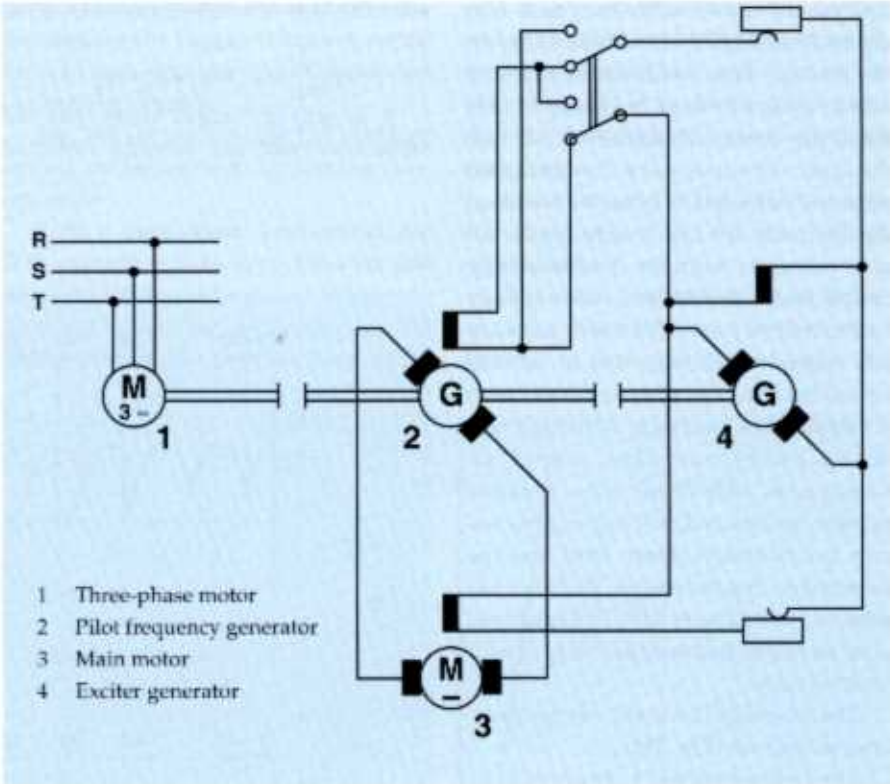 R
S
T
M
3 ~
1
G
2
G
4
M
–
3
1 Three-phase motor
2 Pilot frequency generator
3 Main motor
4 Exciter generator